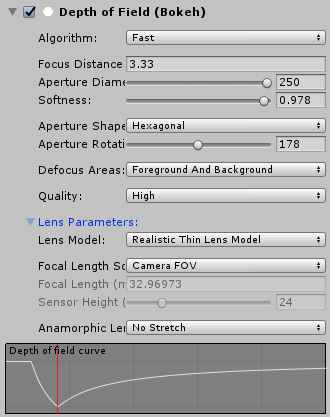 Depth of Field (Bokeh)
Algorithm: Fast
Focus Distance 3.33
Aperture Diame 250
Softness: 0.978
Aperture Shape Hexagonal
Aperture Rotati 178
Defocus Areas: Foreground And Background
Quality: High
Lens Parameters:
Lens Model: Realistic Thin Lens Model
Focal Length So Camera FOV
Focal Length (m 32.96973
Sensor Height ( 24
Anamorphic Len No Stretch
Depth of field curve